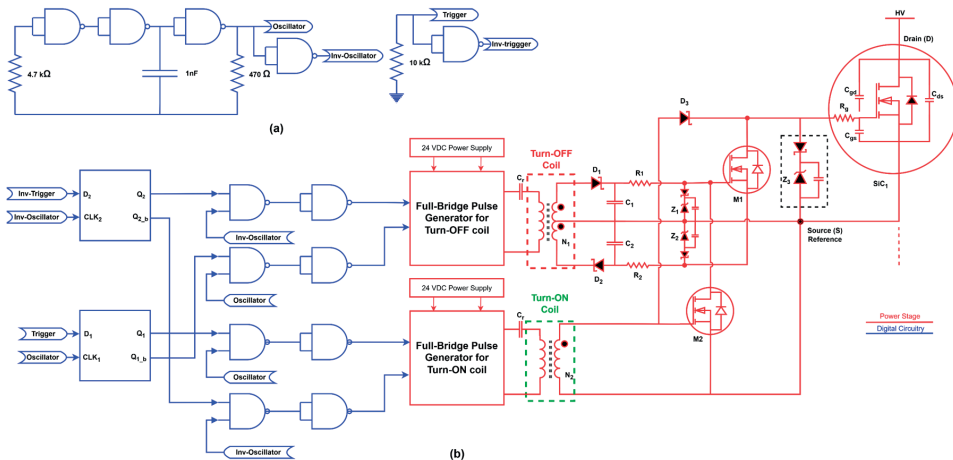 Oscillator
Inv-Oscillator
4.7 kΩ
1nF
470 Ω
(a)
Trigger
Inv-triggger
10 kΩ
HV
Drain (D)
Cgd
Cds
Rg
Cgs
SiC1
Inv-Trigger
D2
Q2
Inv-Oscillator
CLK2
Q2_b
Inv-Oscillator
Oscillator
Trigger
D1
Q1
Oscillator
CLK1
Q1_b
Oscillator
Inv-Oscillator
24 VDC Power Supply
Full-Bridge Pulse
Generator for
Turn-OFF coil
24 VDC Power Supply
Full-Bridge Pulse
Generator for
Turn-ON coil
Turn-OFF
Coil
Cr
N1
Turn-ON
Coil
Cr
N2
D1
R1
C1
Z1
C2
Z2
D2
R2
D3
M1
M2
Z3
Source (S)
Reference
Power Stage
Digital Circuitry
(b)